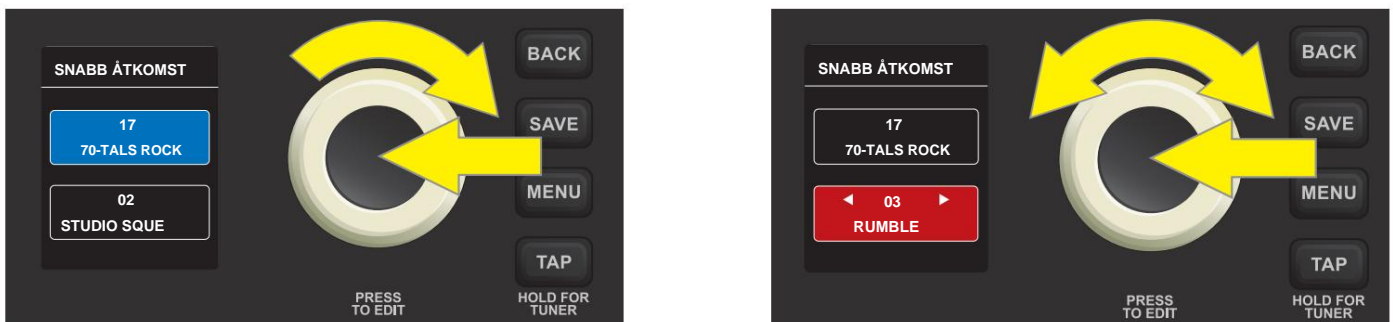 SNABB ÅTKOMST
17
70-TALS ROCK
02
STUDIO SQUE
BACK
SAVE
MENU
TAP
PRESS
TO EDIT
HOLD FOR
TUNER
SNABB ÅTKOMST
17
70-TALS ROCK
03
RUMBLE
BACK
SAVE
MENU
TAP
PRESS
TO EDIT
HOLD FOR
TUNER